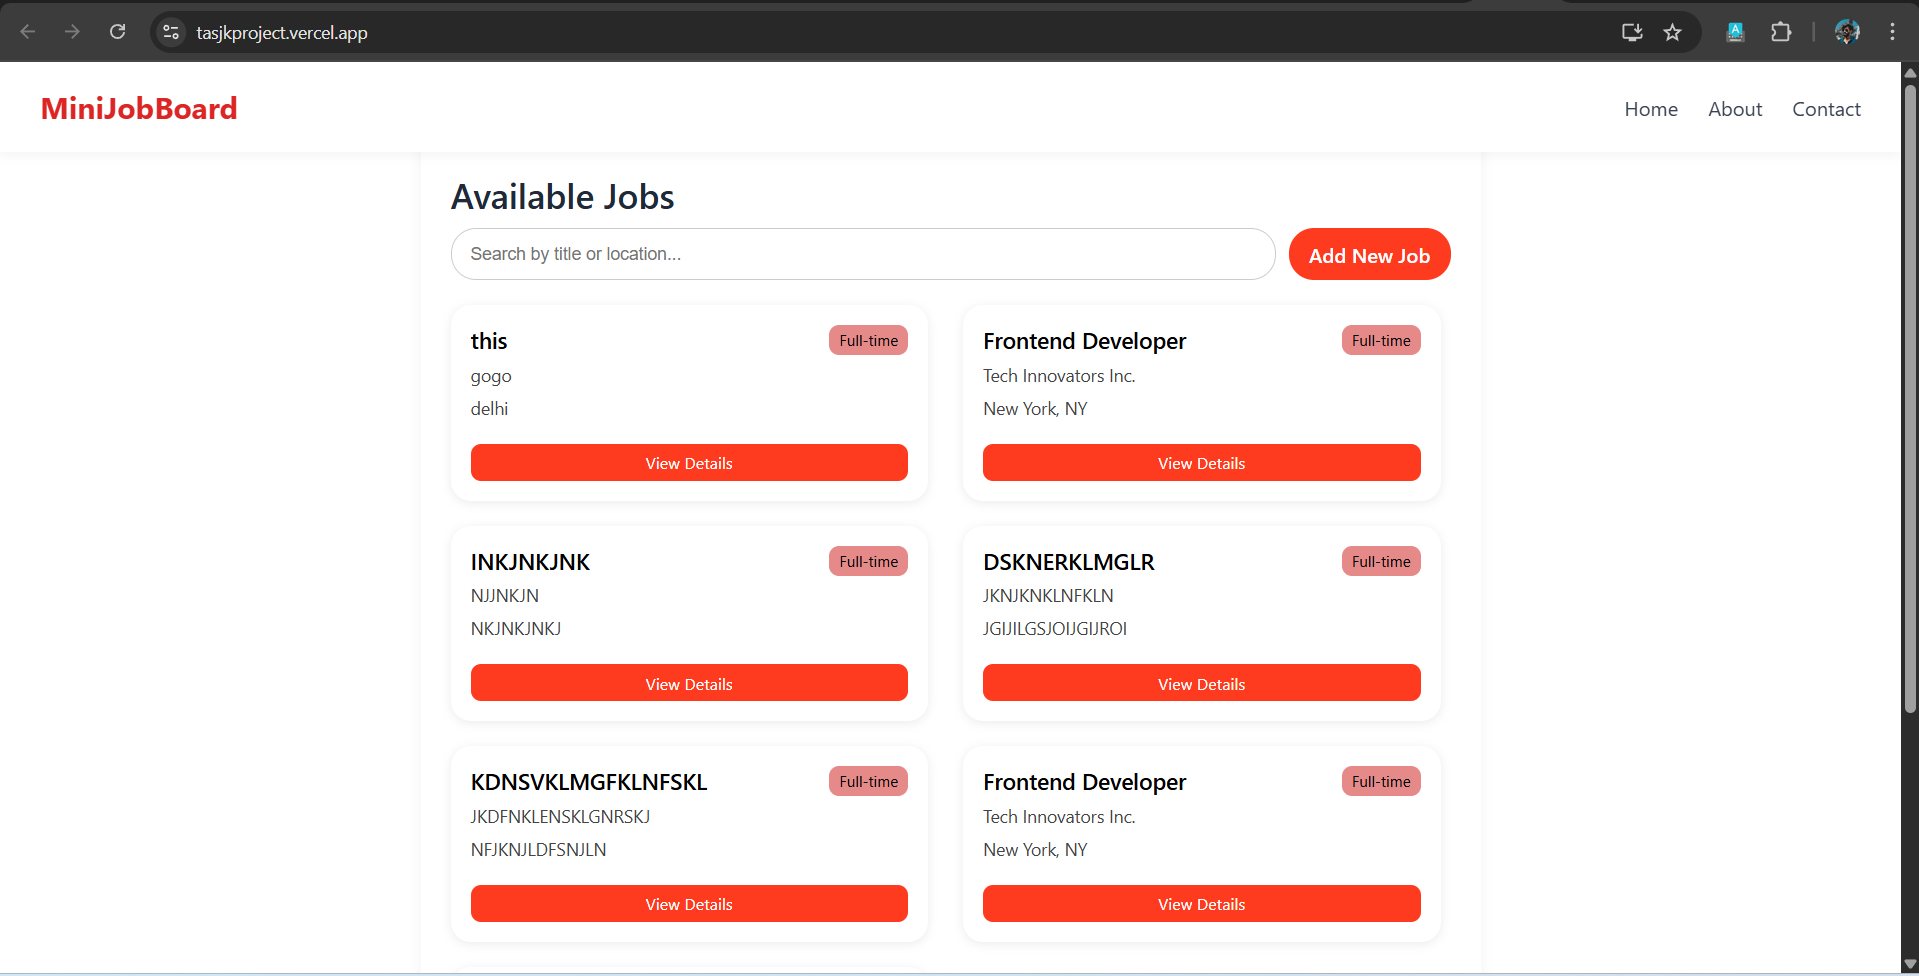 tasjkproject.vercel.app
MiniJobBoard
Home About Contact
Available Jobs
Search by title or location...
Add New Job
this
Full-time
gogo
delhi
View Details
Frontend Developer
Full-time
Tech Innovators Inc.
New York, NY
View Details
INKJNKJNK
Full-time
NJJNKJN
NKJNKJNKJ
View Details
DSKNERKLMGLR
Full-time
JKNJKNKLNFKLN
JGIJILGSJOIJGIJROI
View Details
KDNSVKLMGFKLNFSKL
Full-time
JKDFNKLENSKLGNRSKJ
NFJKNJLDFSNJLN
View Details
Frontend Developer
Full-time
Tech Innovators Inc.
New York, NY
View Details